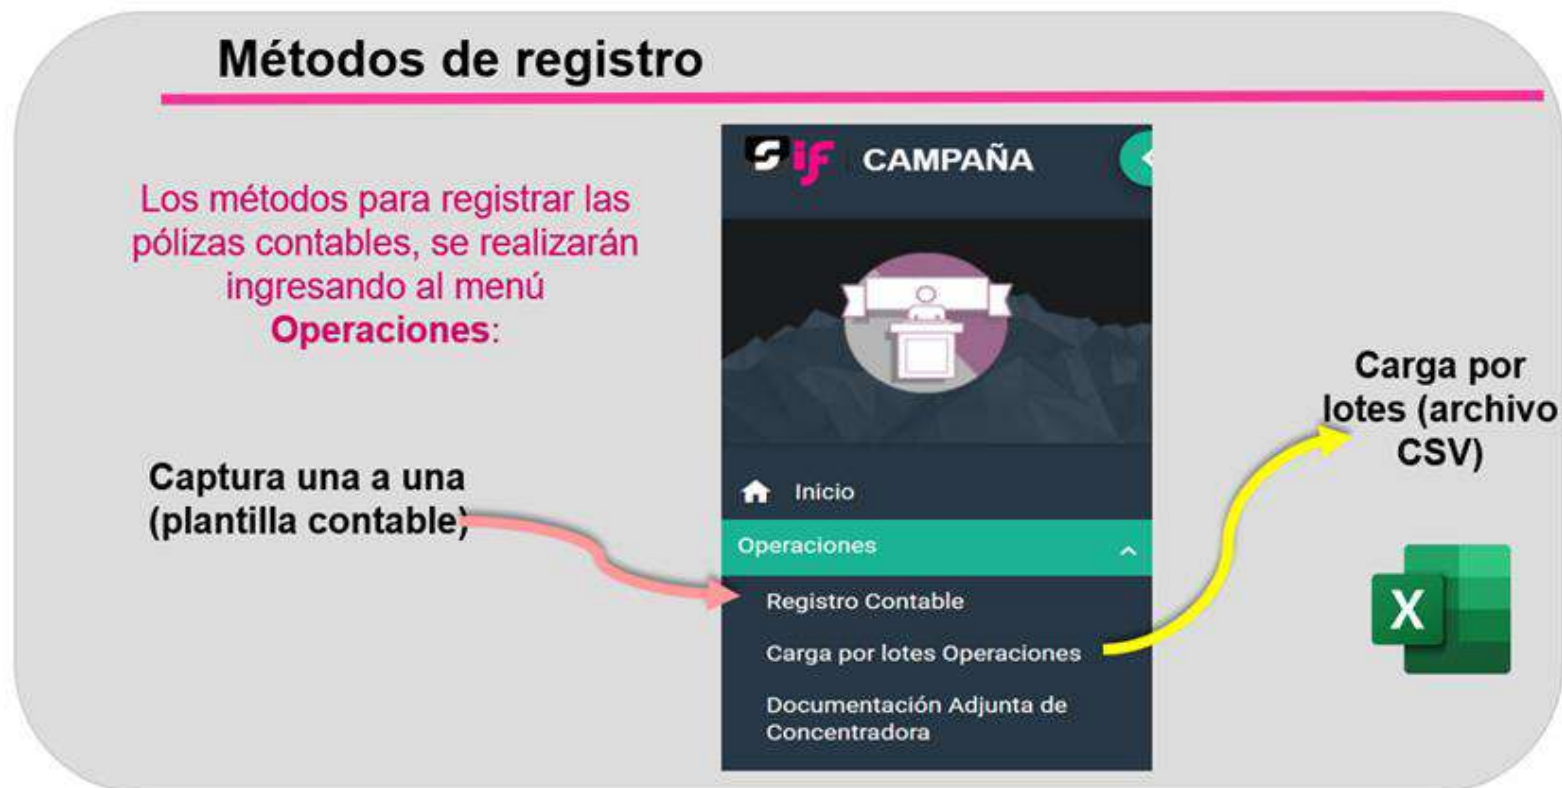 Métodos de registro
Los métodos para registrar las
pólizas contables, se realizarán
ingresando al menú
Operaciones:
Captura una a una
(plantilla contable)
Sif CAMPAÑA
Inicio
Operaciones
Registro Contable
Carga por lotes Operaciones
Documentación Adjunta de
Concentradora
Carga por
lotes (archivo
CSV)
X